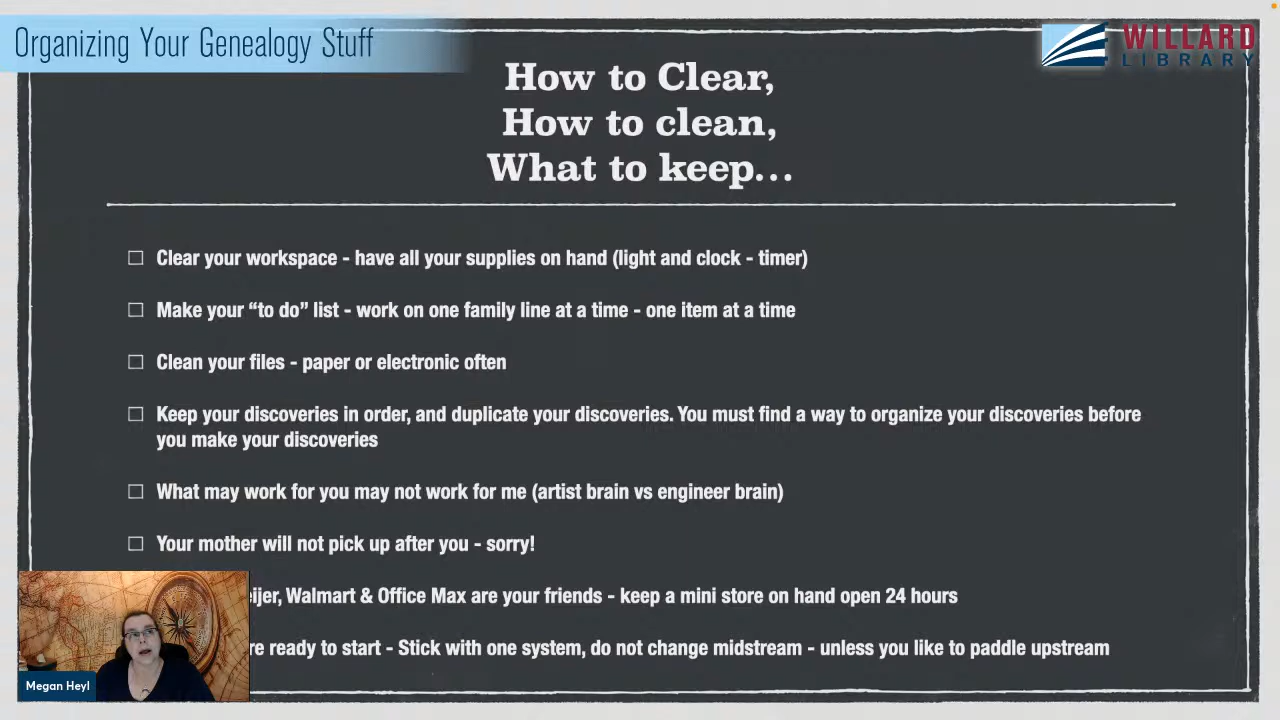 Organizing Your Genealogy Stuff
WILLARD
LIBRARY
How to Clear,
How to clean,
What to keep...
Clear your workspace - have all your supplies on hand (light and clock - timer)
Make your “to do” list - work on one family line at a time - one item at a time
Clean your files - paper or electronic often
Keep your discoveries in order, and duplicate your discoveries. You must find a way to organize your discoveries before
you make your discoveries
What may work for you may not work for me (artist brain vs engineer brain)
Your mother will not pick up after you - sorry!
Walmart & Office Max are your friends - keep a mini store on hand open 24 hours
ready to start - Stick with one system, do not change midstream - unless you like to paddle upstream
Megan Heyl